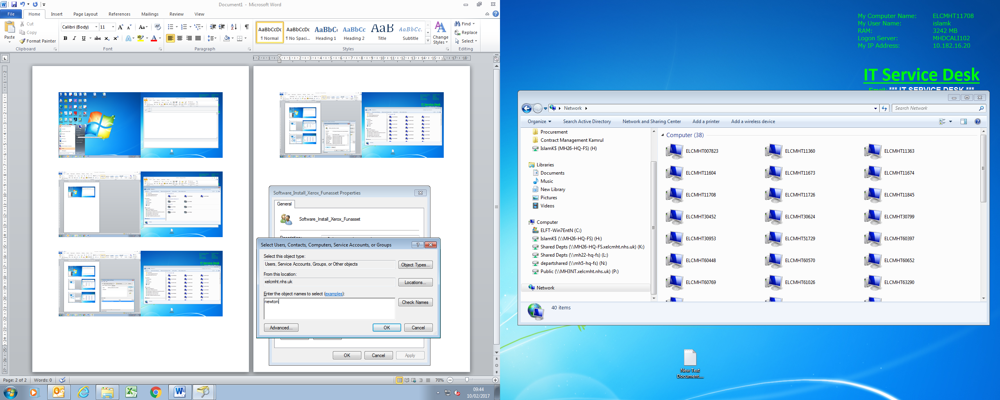 Document1 - Microsoft Word
File Home Insert Page Layout References Mailings Review View
Paste
Cut
Copy
Format Painter
Clipboard
Calibri (Body) 11
Font
Paragraph
AaBbCcDc AaBbCcDc AaBbC AaBbCc AaB AaBbCc.
¶ Normal ¶ No Spaci... Heading 1 Heading 2 Title Subtitle
Change Styles
Styles
Find
Replace
Select
Editing
Software_Install_Xerox_Funasset Properties
General
Software_Install_Xerox_Funasset
Select Users, Contacts, Computers, Service Accounts, or Groups
Select this object type:
Users, Service Accounts, Groups, or Other objects
Object Types...
From this location:
xelcmht.nhs.uk
Locations...
Enter the object names to select (examples):
newton
Check Names
Advanced... OK Cancel
OK Cancel Apply
Page: 2 of 2 Words: 0 70%
09:44
10/02/2017
My Computer Name: ELCMHT11708
My User Name: islamk
RAM: 3242 MB
Logon Server: MHDCALI102
My IP Address: 10.182.16.20
IT Service Desk
Email: *** IT SERVICE DESK ***
Network
Search Network
Organize Search Active Directory Network and Sharing Center Add a printer Add a wireless device
Procurement
Contract Management Kamrul
IslamK$ (MH26-HQ-FS) (H)
Libraries
Documents
Music
New Library
Pictures
Videos
Computer
ELFT-Win7EntN (C:)
IslamK$ (\\MH26-HQ-FS) (H:)
Shared Depts (\\MH26-HQ-FS.xelcmht.nhs.uk) (K:)
Shared Depts (\\mh22-hq-fs) (L:)
departshared (\\mh5-hq-fs) (N:)
Public (\\MH3NT.xelcmht.nhs.uk) (P:)
Network
Computer (38)
ELCMHT007823 ELCMHT11360 ELCMHT11363
ELCMHT11604 ELCMHT11673 ELCMHT11674
ELCMHT11708 ELCMHT11726 ELCMHT11845
ELCMHT30452 ELCMHT30624 ELCMHT30799
ELCMHT30953 ELCMHT51729 ELCMHT60397
ELCMHT60448 ELCMHT60570 ELCMHT60652
ELCMHT60769 ELCMHT61026 ELCMHT63290
40 items
New Text
Document....